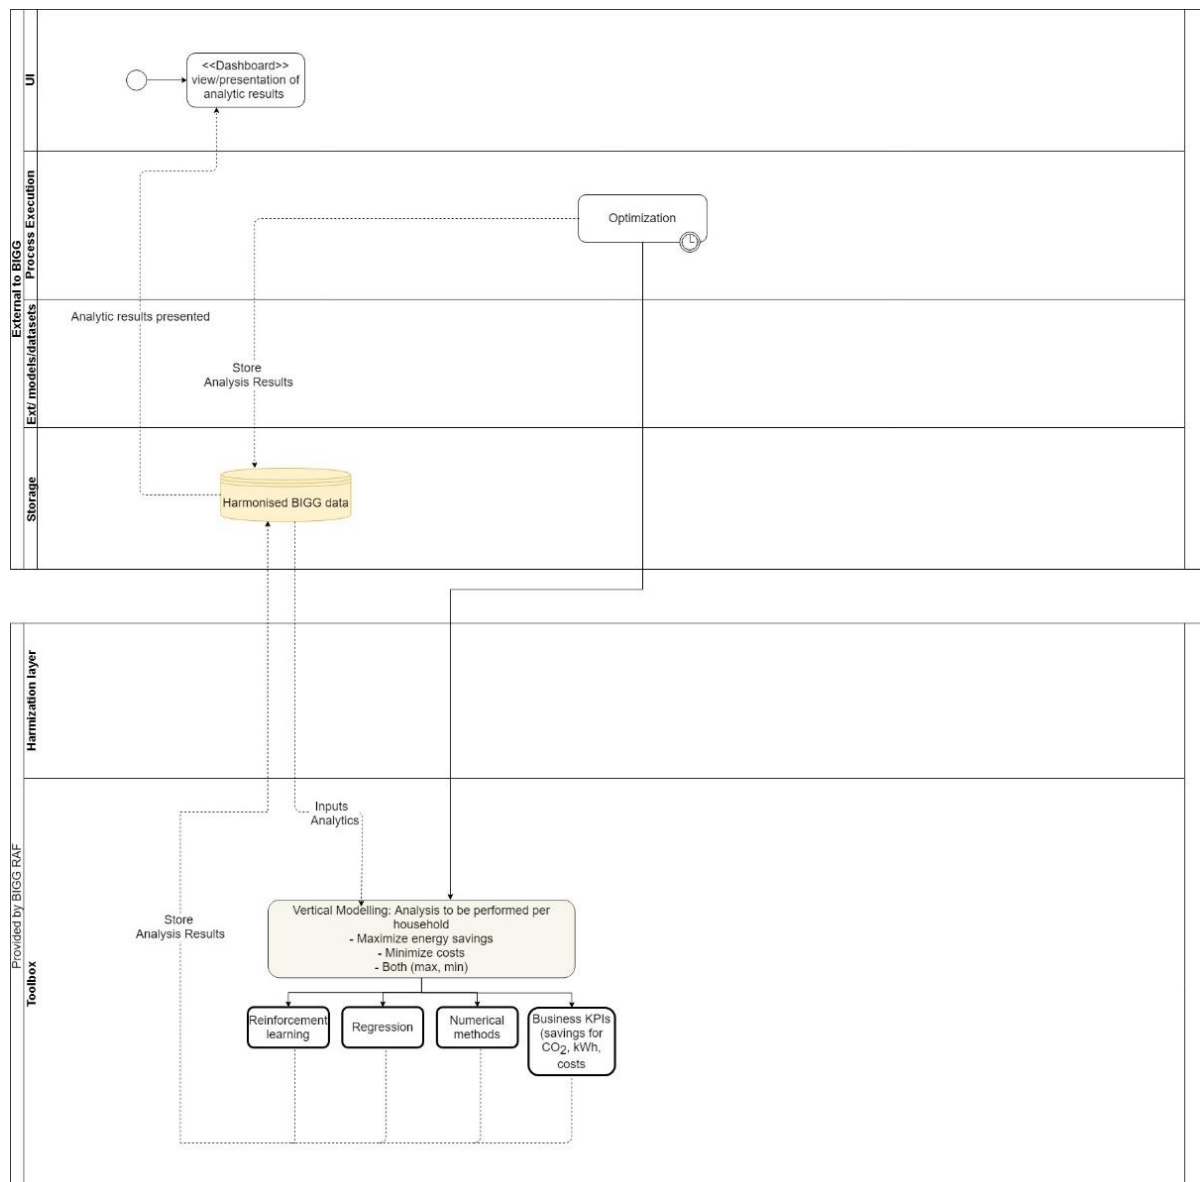 External to BIGG
UI
<<Dashboard>>
view/presentation of
analytic results
Process Execution
Optimization
Ext/ models/datasets
Analytic results presented
Store
Analysis Results
Storage
Harmonised BIGG data
Provided by BIGG RAF
Harmization layer
Toolbox
Inputs
Analytics
Store
Analysis Results
Vertical Modelling: Analysis to be performed per
household
- Maximize energy savings
- Minimize costs
- Both (max, min)
Reinforcement
learning
Regression
Numerical
methods
Business KPIs
(savings for
CO2, kWh,
costs